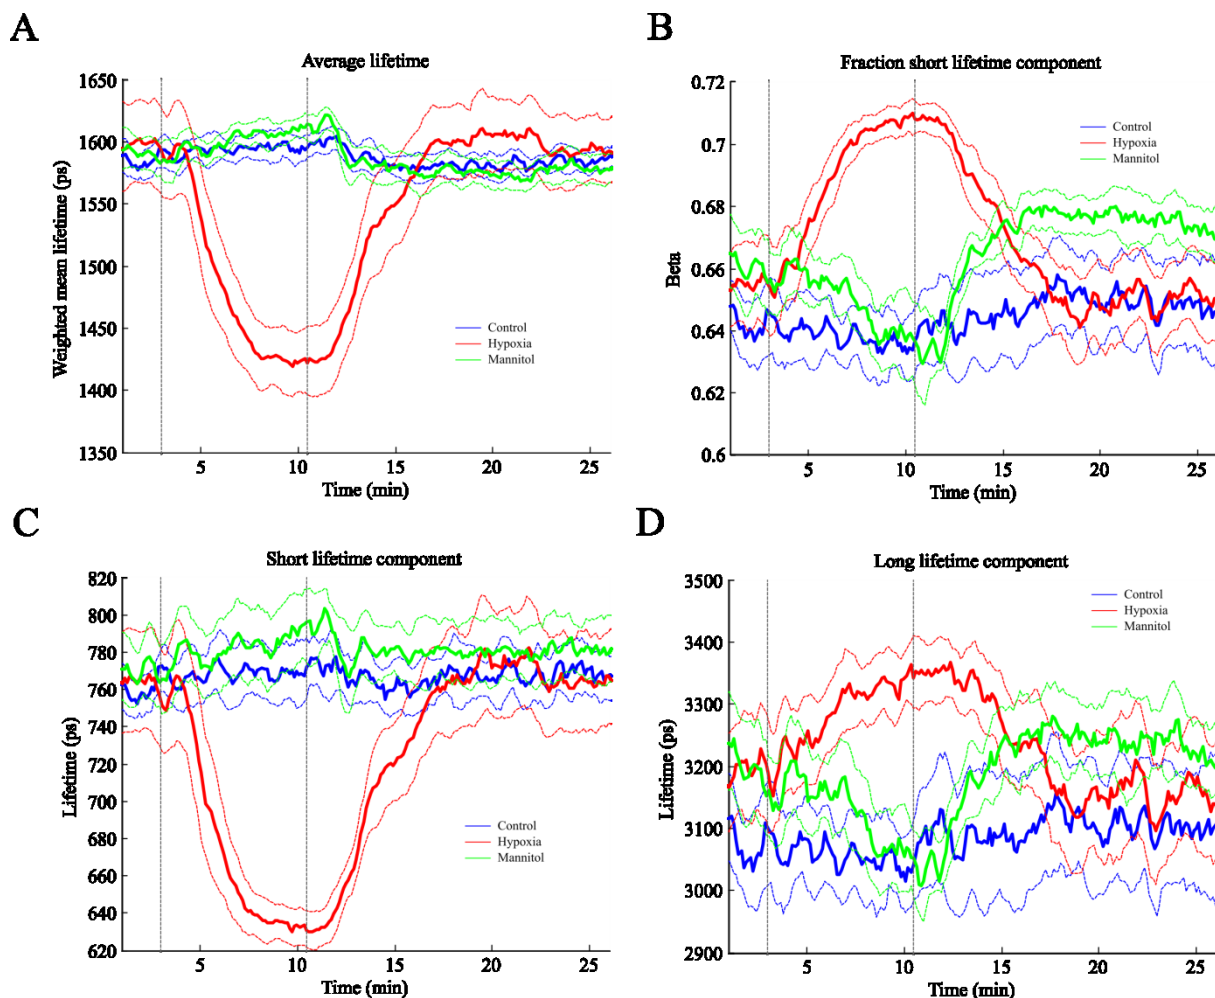 A
Average lifetime
Weighted mean lifetime (ps)
1650
1600
1550
1500
1450
1400
1350
Control
Hypoxia
Mannitol
5
10
15
20
25
Time (min)
B
Fraction short lifetime component
Beta
0.72
0.7
0.68
0.66
0.64
0.62
0.6
Control
Hypoxia
Mannitol
5
10
15
20
25
Time (min)
C
Short lifetime component
Lifetime (ps)
820
800
780
760
740
720
700
680
660
640
620
Control
Hypoxia
Mannitol
5
10
15
20
25
Time (min)
D
Long lifetime component
Lifetime (ps)
3500
3400
3300
3200
3100
3000
2900
Control
Hypoxia
Mannitol
5
10
15
20
25
Time (min)